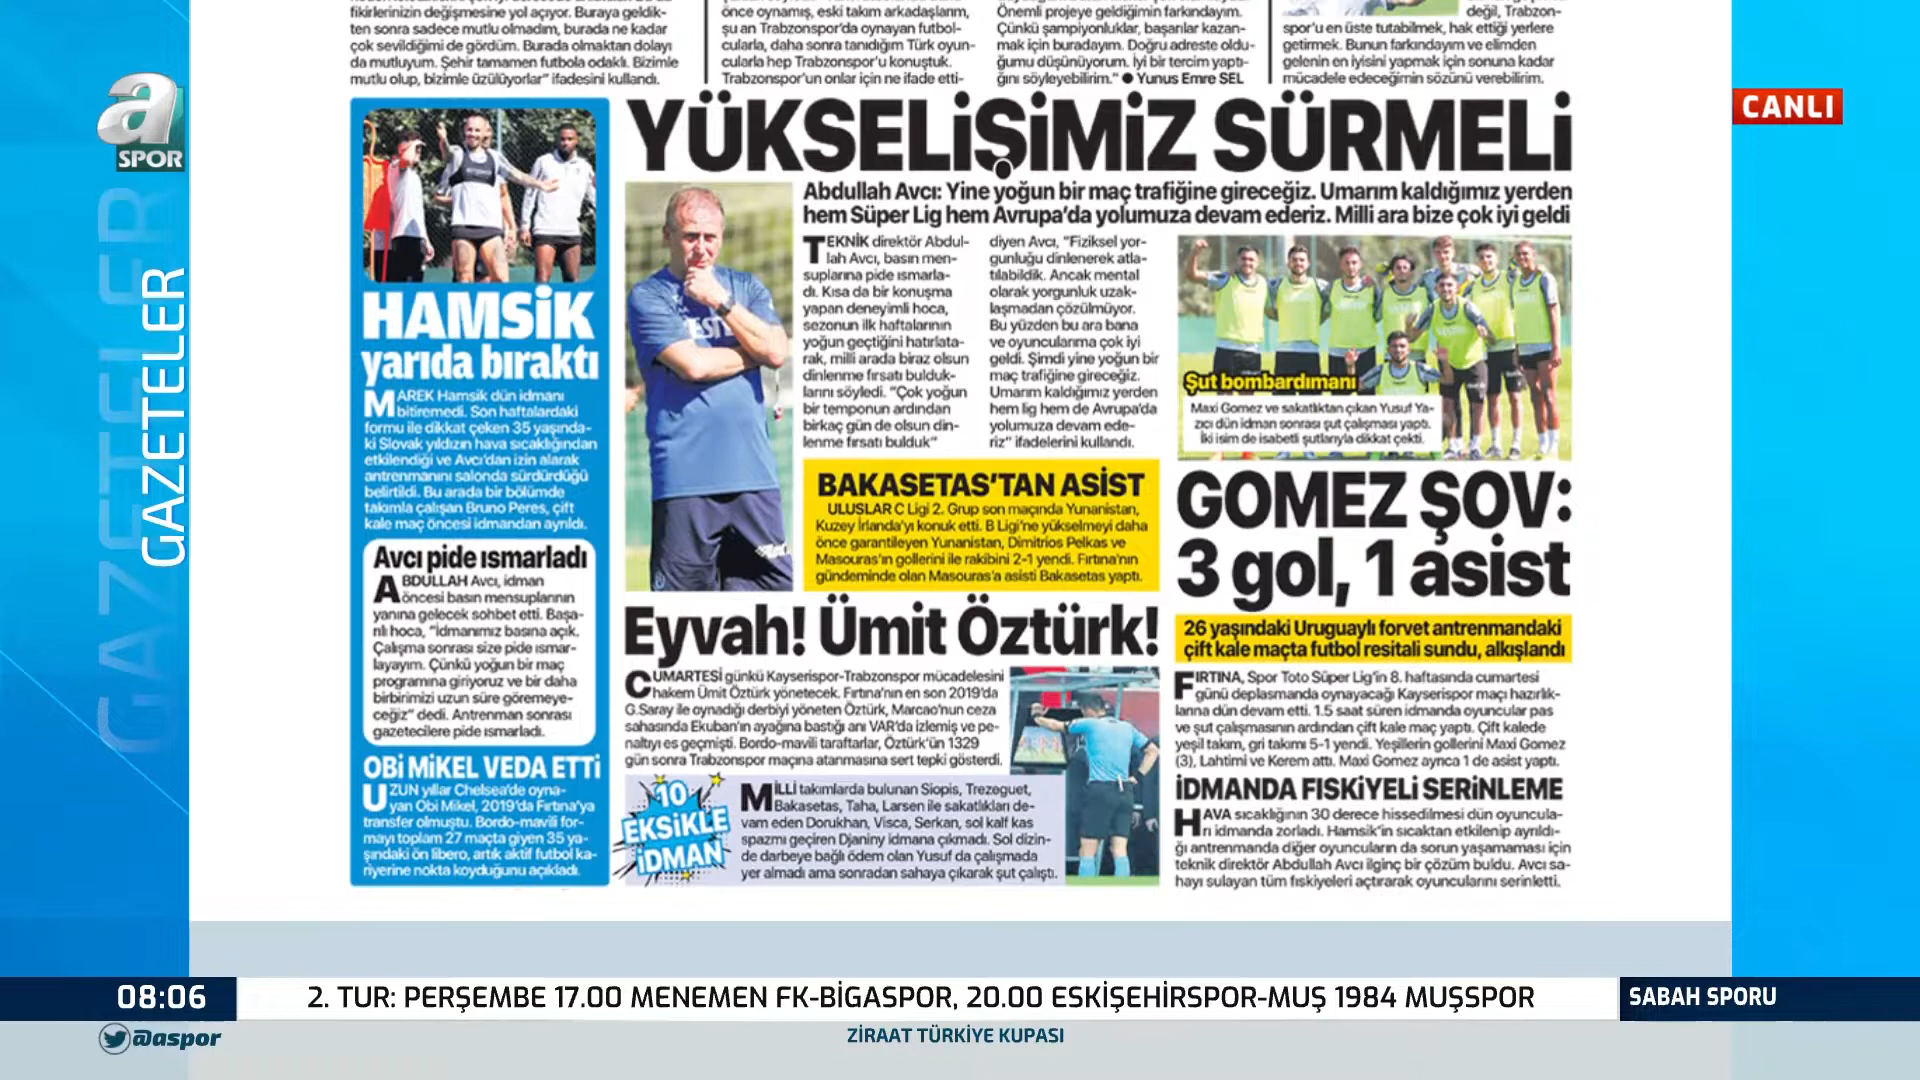 fikirlerinizin değişmesine yol açıyor. Buraya geldik-
ten sonra sadece mutlu olmadım, burada ne kadar
çok sevildiğimi de gördüm. Burada olmaktan dolayı
da mutluyum. Şehir tamamen futbola odaklı. Bizimle
mutlu olup, bizimle üzülüyorlar" ifadesini kullandı.
önce oynamış, eski takım arkadaşlarım,
şu an Trabzonspor'da oynayan futbol-
cularla, daha sonra tanıdığım Türk oyun-
cularla hep Trabzonspor'u konuştuk.
Trabzonspor'un onlar için ne ifade etti-
Önemli projeye geldiğimin farkındayım.
Çünkü şampiyonluklar, başarılar kazan-
mak için buradayım. Doğru adreste oldu-
ğumu düşünüyorum. İyi bir tercim yaptı-
ğını söyleyebilirim." ● Yunus Emre SEL
değil, Trabzon-
spor'u en üste tutabilmek, hak ettiği yerlere
getirmek. Bunun farkındayım ve elimden
gelenin en iyisini yapmak için sonuna kadar
mücadele edeceğimin sözünü verebilirim.
a
SPOR
GAZETELER
GAZETELER
CANLI
HAMSİK
yarıda bıraktı
MAREK Hamsik dün idmanı
bitiremedi. Son haftalardaki
formu ile dikkat çeken 35 yaşında-
ki Slovak yıldızın hava sıcaklığından
etkilendiği ve Avcı'dan izin alarak
antrenmanını salonda sürdürdüğü
belirtildi. Bu arada bir bölümde
takımla çalışan Bruno Peres, çift
kale maç öncesi idmandan ayrıldı.
Avcı pide ısmarladı
ABDULLAH Avcı, idman
öncesi basın mensuplarının
yanına gelecek sohbet etti. Başa-
rılı hoca, "İdmanımız basına açık.
Çalışma sonrası size pide ısmar-
layayım. Çünkü yoğun bir maç
programına giriyoruz ve bir daha
birbirimizi uzun süre göremeye-
ceğiz" dedi. Antrenman sonrası
gazetecilere pide ısmarladı.
OBİ MİKEL VEDA ETTİ
UZUN yıllar Chelsea'de oyna-
yan Obi Mikel, 2019'da Fırtına'ya
transfer olmuştu. Bordo-mavili for-
mayı toplam 27 maçta giyen 35 ya-
şındaki ön libero, artık aktif futbol ka-
riyerine nokta koyduğunu açıkladı.
YÜKSELİŞİMİZ SÜRMELİ
Abdullah Avcı: Yine yoğun bir maç trafiğine gireceğiz. Umarım kaldığımız yerden
hem Süper Lig hem Avrupa'da yolumuza devam ederiz. Milli ara bize çok iyi geldi
TEKNİK direktör Abdul-
lah Avcı, basın men-
suplarına pide ısmarla-
dı. Kısa da bir konuşma
yapan deneyimli hoca,
sezonun ilk haftalarının
yoğun geçtiğini hatırlata-
rak, milli arada biraz olsun
dinlenme fırsatı bulduk-
larını söyledi. "Çok yoğun
bir temponun ardından
birkaç gün de olsun din-
lenme fırsatı bulduk"
diyen Avcı, "Fiziksel yor-
gunluğu dinlenerek atla-
tılabildik. Ancak mental
olarak yorgunluk uzak-
laşmadan çözülmüyor.
Bu yüzden bu ara bana
ve oyuncularıma çok iyi
geldi. Şimdi yine yoğun bir
maç trafiğine gireceğiz.
Umarım kaldığımız yerden
hem lig hem de Avrupa'da
yolumuza devam ede-
riz" ifadelerini kullandı.
Şut bombardımanı
Maxi Gomez ve sakatlıktan çıkan Yusuf Ya-
zıcı dün idman sonrası şut çalışması yaptı.
İki isim de isabetli şutlarıyla dikkat çekti.
BAKASETAS'TAN ASİST
ULUSLAR C Ligi 2. Grup son maçında Yunanistan,
Kuzey İrlanda'yı konuk etti. B Ligi'ne yükselmeyi daha
önce garantileyen Yunanistan, Dimitrios Pelkas ve
Masouras'ın gollerini ile rakibini 2-1 yendi. Fırtına'nın
gündeminde olan Masouras'a asisti Bakasetas yaptı.
GOMEZ ŞOV:
3 gol, 1 asist
26 yaşındaki Uruguaylı forvet antrenmandaki
çift kale maçta futbol resitali sundu, alkışlandı
FIRTINA, Spor Toto Süper Lig'in 8. haftasında cumartesi
günü deplasmanda oynayacağı Kayserispor maçı hazırlık-
larına dün devam etti. 1.5 saat süren idmanda oyuncular pas
ve şut çalışmasının ardından çift kale maç yaptı. Çift kalede
yeşil takım, gri takımı 5-1 yendi. Yeşillerin gollerini Maxi Gomez
(3), Lahtimi ve Kerem attı. Maxi Gomez ayrıca 1 de asist yaptı.
Eyvah! Ümit Öztürk!
CUMARTESİ günkü Kayserispor-Trabzonspor mücadelesini
hakem Ümit Öztürk yönetecek. Fırtına'nın en son 2019'da
G.Saray ile oynadığı derbiyi yöneten Öztürk, Marcao'nun ceza
sahasında Ekuban'ın ayağına bastığı anı VAR'da izlemiş ve pe-
naltıyı es geçmişti. Bordo-mavili taraftarlar, Öztürk'ün 1329
gün sonra Trabzonspor maçına atanmasına sert tepki gösterdi.
10
EKSİKLE
İDMAN
MİLLİ takımlarda bulunan Siopis, Trezeguet,
Bakasetas, Taha, Larsen ile sakatlıkları de-
vam eden Dorukhan, Visca, Serkan, sol kalf kas
spazmı geçiren Djaniny idmana çıkmadı. Sol dizin-
de darbeye bağlı ödem olan Yusuf da çalışmada
yer almadı ama sonradan sahaya çıkarak şut çalıştı.
İDMANDA FISKİYELİ SERİNLEME
HAVA sıcaklığının 30 derece hissedilmesi dün oyuncula-
rı idmanda zorladı. Hamsik'in sıcaktan etkilenip ayrıldı-
ğı antrenmanda diğer oyuncuların da sorun yaşamaması için
teknik direktör Abdullah Avcı ilginç bir çözüm buldu. Avcı sa-
hayı sulayan tüm fıskiyeleri açtırarak oyuncularını serinletti.
08:06
2. TUR: PERŞEMBE 17.00 MENEMEN FK-BİGASPOR, 20.00 ESKİŞEHİRSPOR-MUŞ 1984 MUŞSPOR
SABAH SPORU
@aspor
ZİRAAT TÜRKİYE KUPASI